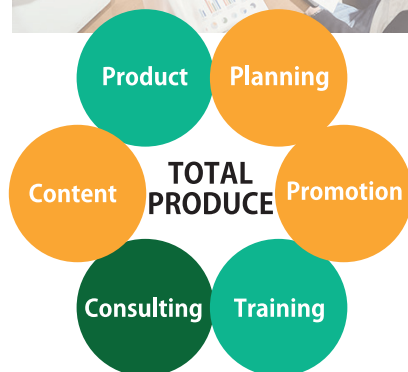 Product
Planning
Content
TOTAL
PRODUCE
Promotion
Consulting
Training